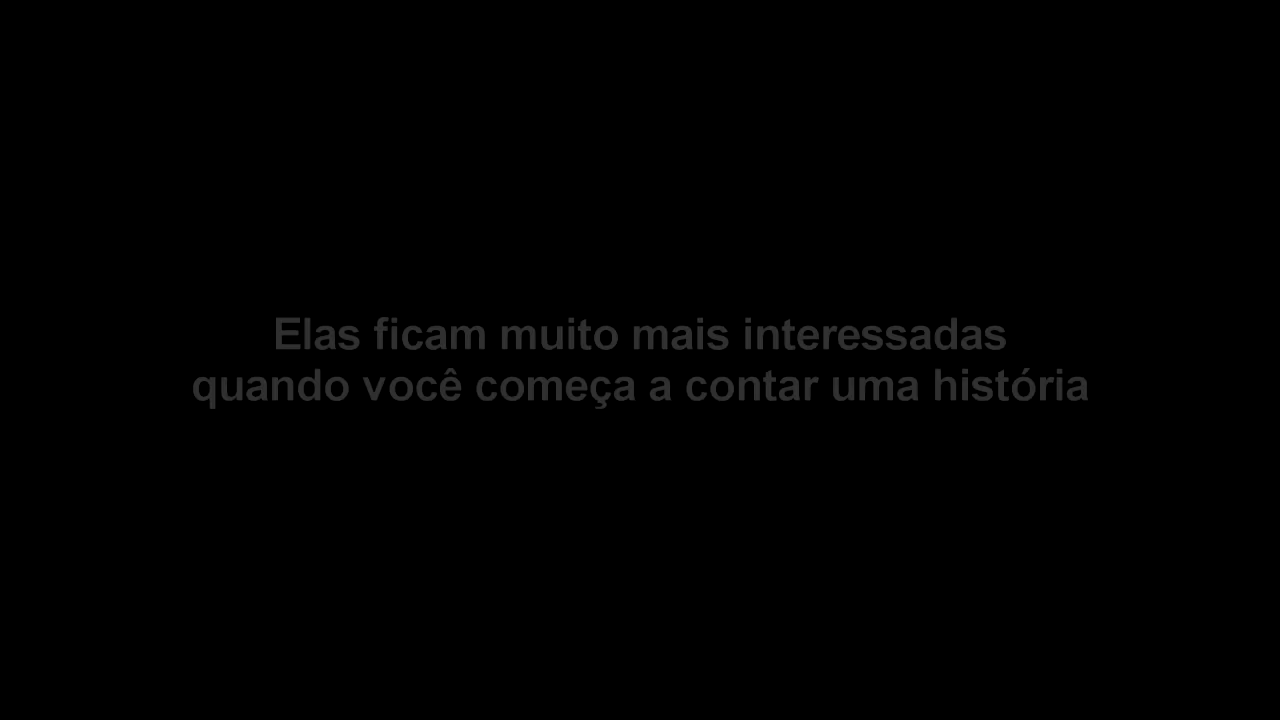 Elas ficam muito mais interessadas
quando você começa a contar uma história